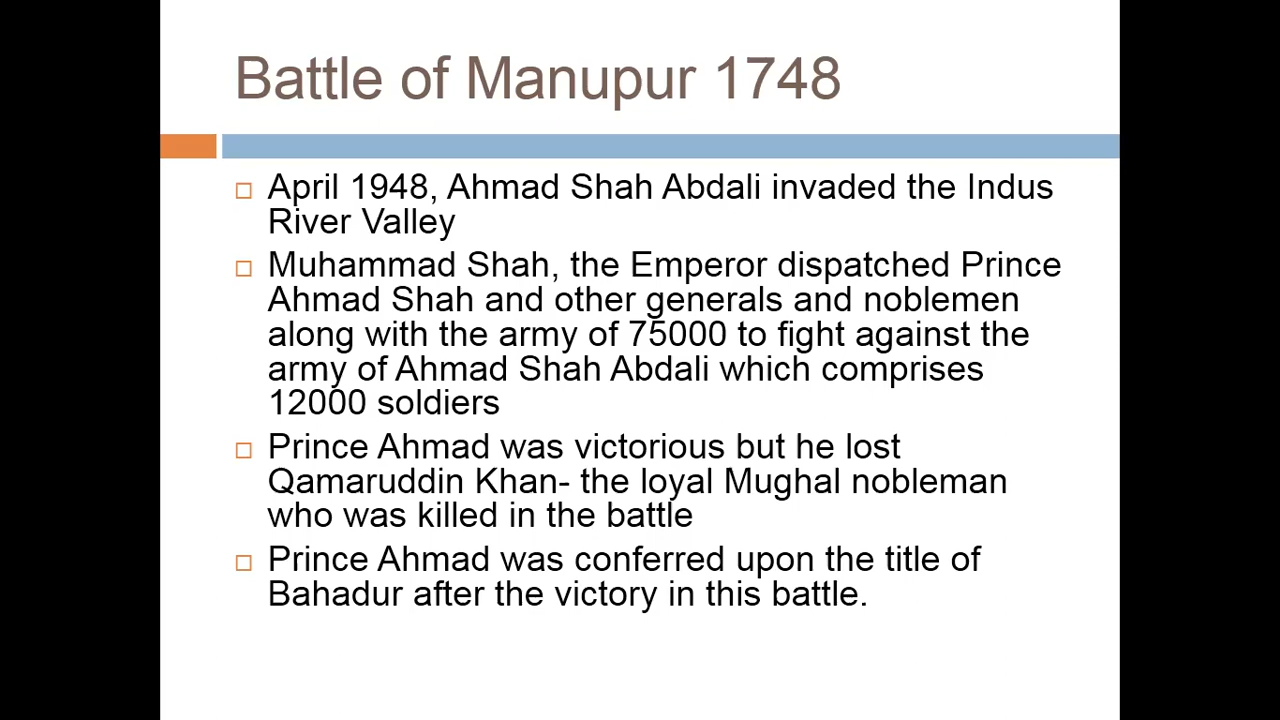 Battle of Manupur 1748
April 1948, Ahmad Shah Abdali invaded the Indus
River Valley
Muhammad Shah, the Emperor dispatched Prince
Ahmad Shah and other generals and noblemen
along with the army of 75000 to fight against the
army of Ahmad Shah Abdali which comprises
12000 soldiers
Prince Ahmad was victorious but he lost
Qamaruddin Khan- the loyal Mughal nobleman
who was killed in the battle
Prince Ahmad was conferred upon the title of
Bahadur after the victory in this battle.